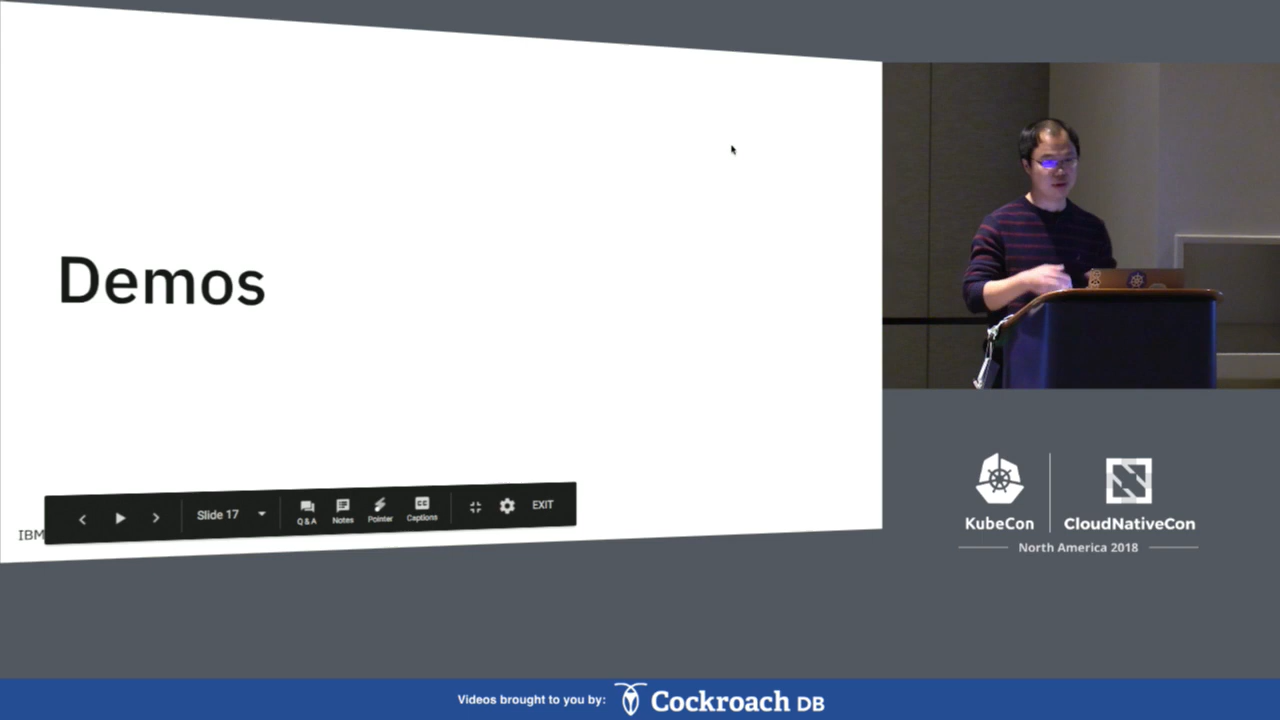 Demos
IBM
Slide 17
Q & A
Notes
Pointer
Captions
CC
EXIT
KubeCon
CloudNativeCon
North America 2018
Videos brought to you by:
Cockroach DB